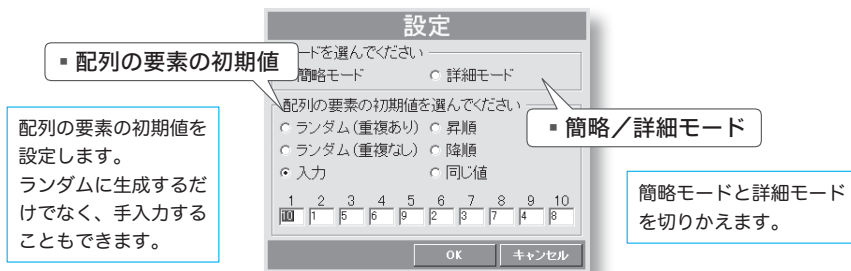 設定
ードを選んでください
簡略モード
詳細モード
▪ 配列の要素の初期値
配列の要素の初期値を選んでください
ランダム（重複あり）
昇順
ランダム（重複なし）
降順
入力
同じ値
1 2 3 4 5 6 7 8 9 10
10 1 5 6 9 2 3 7 4 8
OK
キャンセル
配列の要素の初期値を
設定します。
ランダムに生成するだ
けでなく、手入力する
こともできます。
▪ 簡略／詳細モード
簡略モードと詳細モード
を切りかえます。